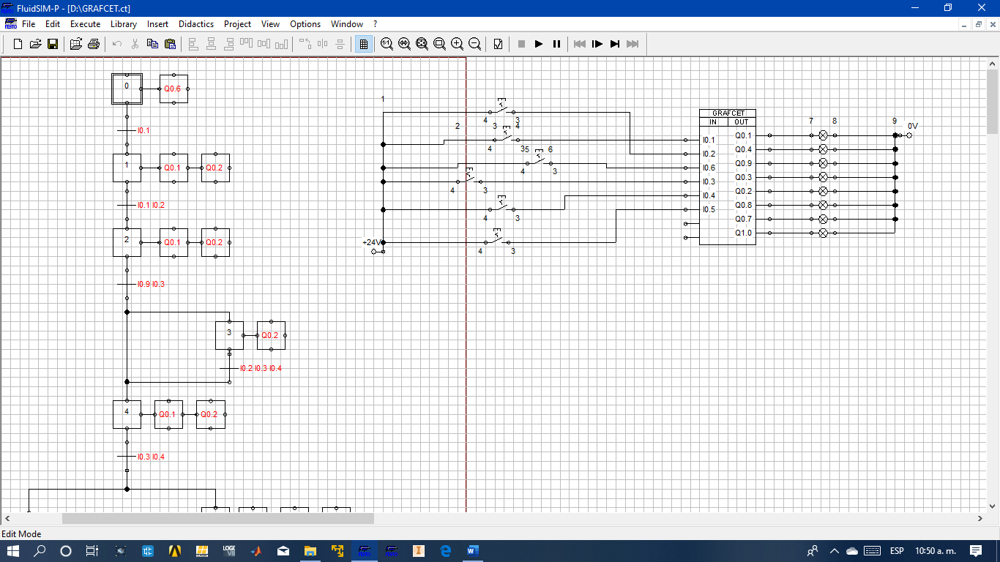 FluidSIM-P - [D:\GRAFCET.ct]
File Edit Execute Library Insert Didactics Project View Options Window ?
0 Q0.6
I0.1
1 Q0.1 Q0.2
I0.1 I0.2
2 Q0.1 Q0.2
I0.9 I0.3
3 Q0.2
I0.2 I0.3 I0.4
4 Q0.1 Q0.2
I0.3 I0.4
1
4 3
2 3 4
4 3 5 6
4 3
4 3
4 3
+24V
4 3
GRAFCET
IN OUT
7 8 9 0V
I0.1 Q0.1
I0.2 Q0.4
I0.6 Q0.9
I0.3 Q0.3
I0.4 Q0.2
I0.5 Q0.8
Q0.7
Q1.0
Edit Mode
ESP 10:50 a. m.